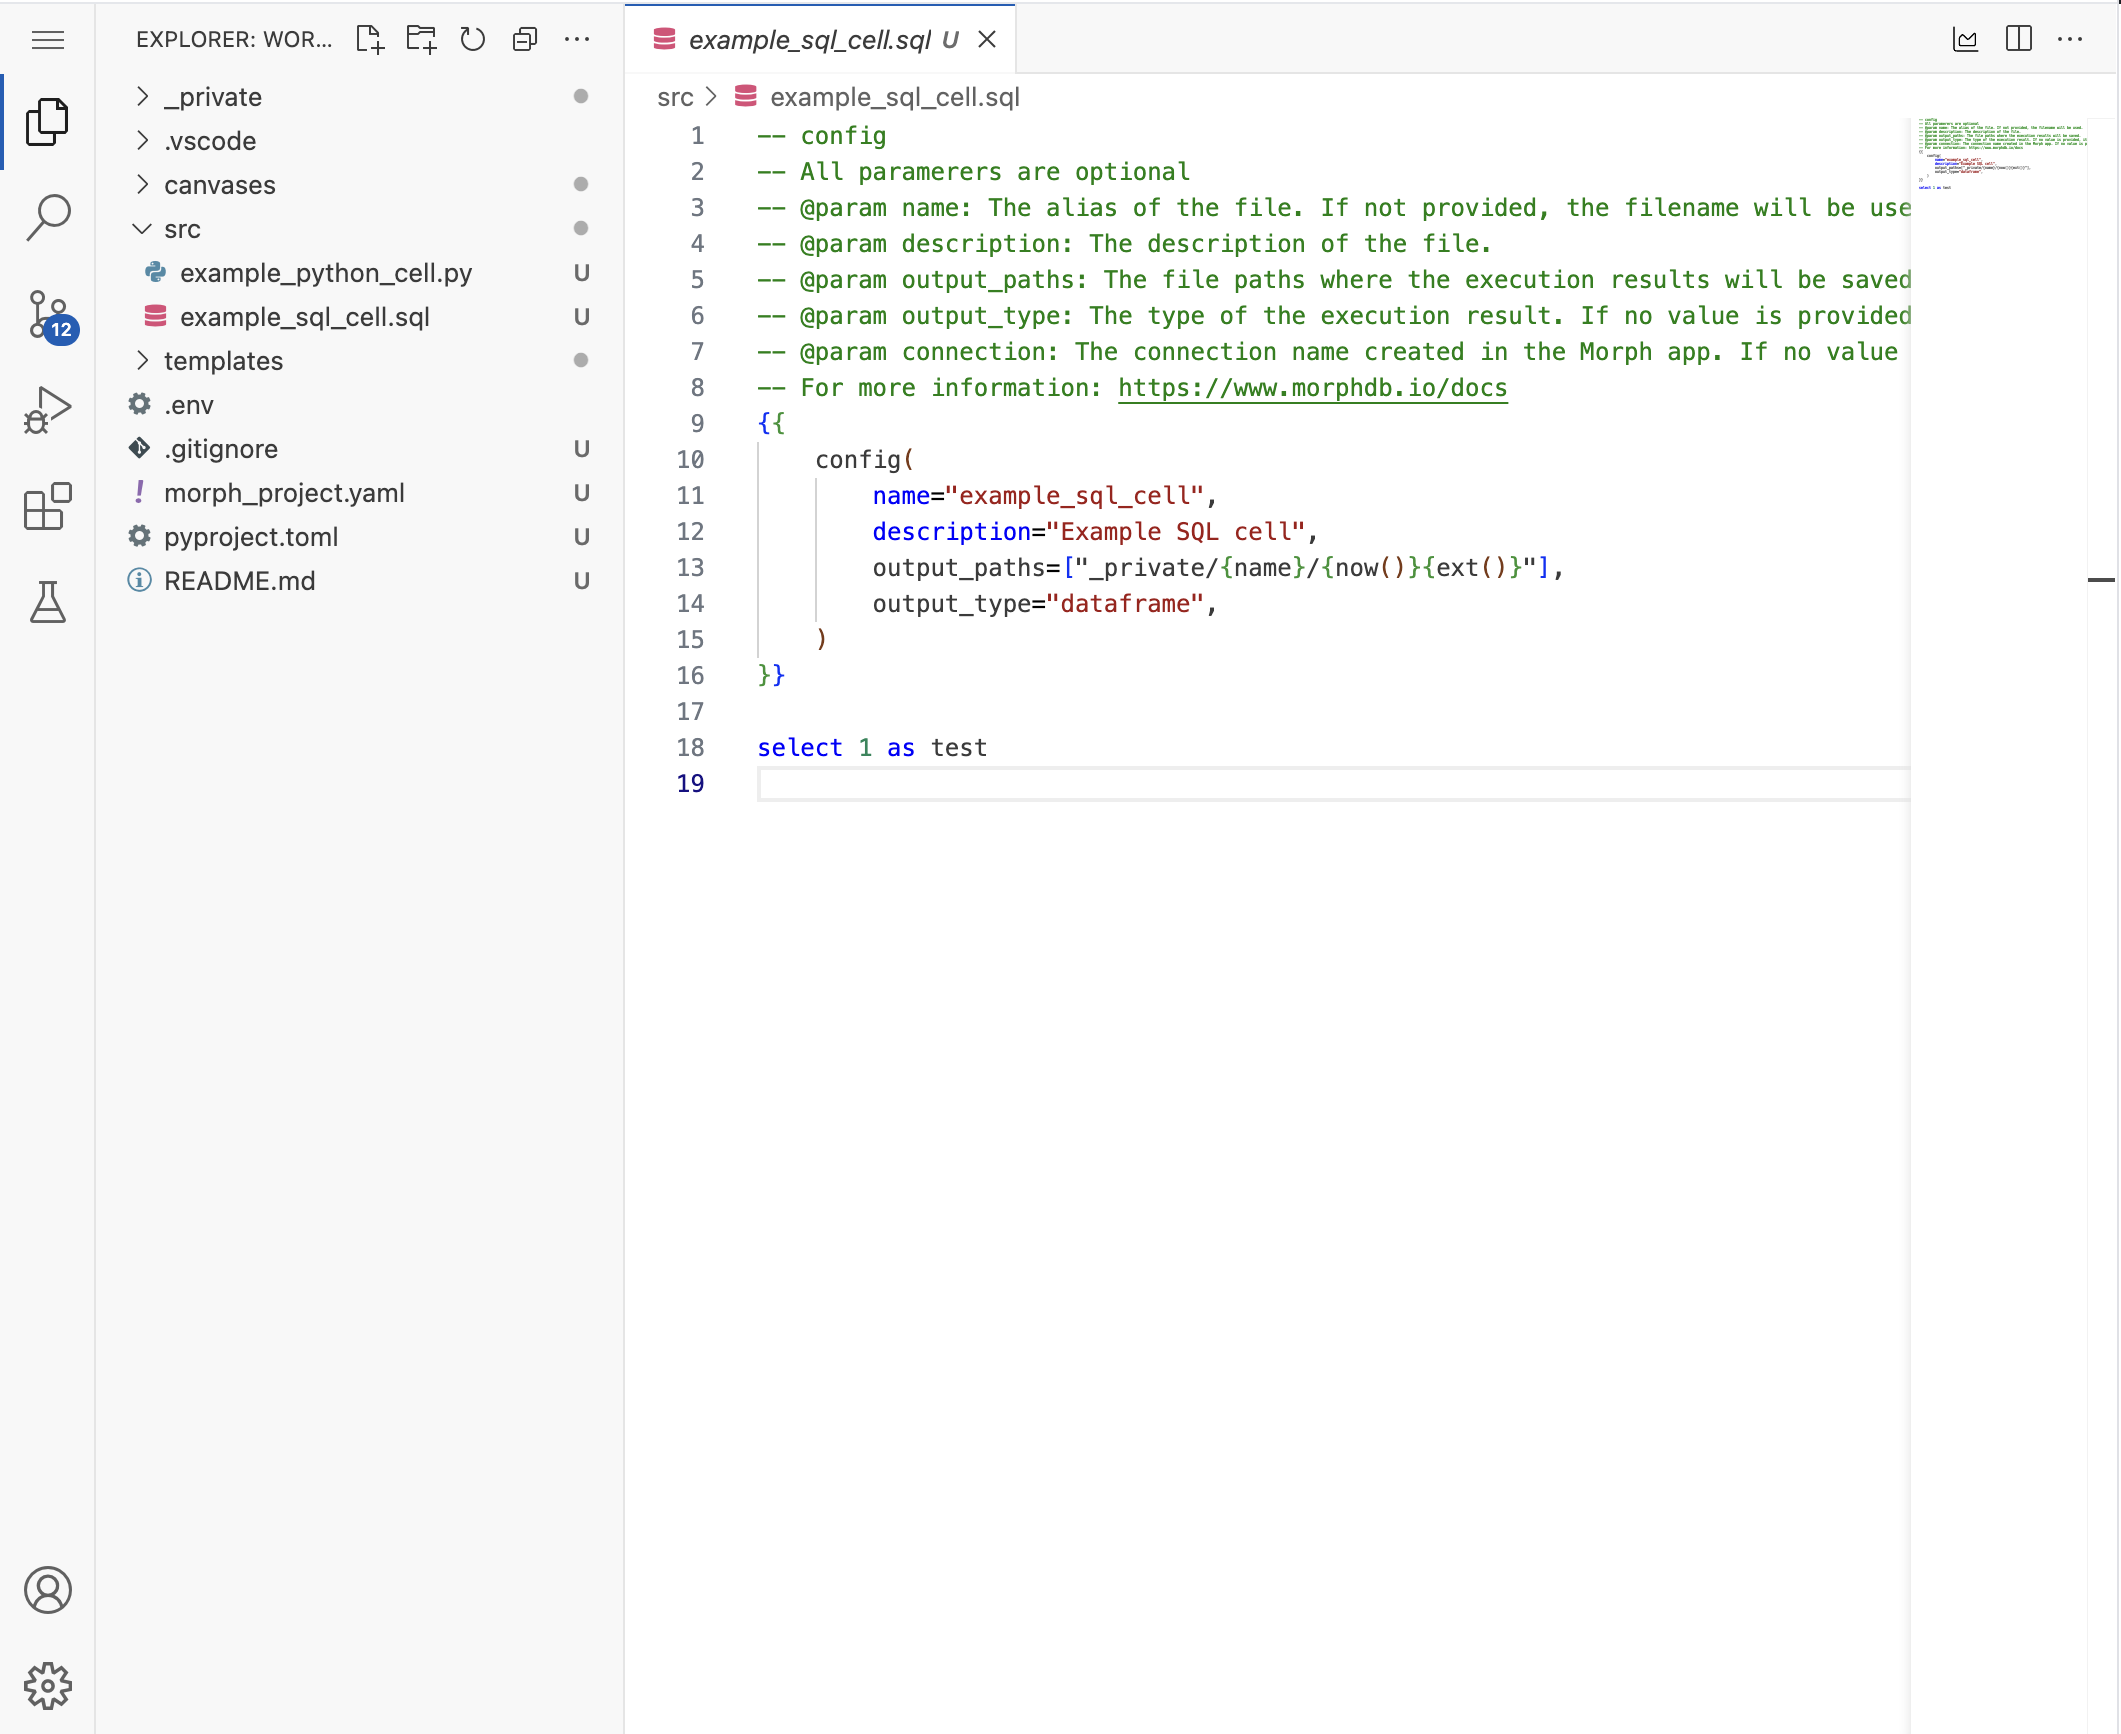 EXPLORER: WOR...
_private
.vscode
canvases
src
example_python_cell.py U
example_sql_cell.sql U
templates
.env
.gitignore U
morph_project.yaml U
pyproject.toml U
README.md U
12
example_sql_cell.sql U
src > example_sql_cell.sql
1 -- config
2 -- All paramerers are optional
3 -- @param name: The alias of the file. If not provided, the filename will be use
4 -- @param description: The description of the file.
5 -- @param output_paths: The file paths where the execution results will be saved
6 -- @param output_type: The type of the execution result. If no value is provided
7 -- @param connection: The connection name created in the Morph app. If no value
8 -- For more information: https://www.morphdb.io/docs
9 {{
10 config(
11 name="example_sql_cell",
12 description="Example SQL cell",
13 output_paths=["_private/{name}/{now()}{ext()}"],
14 output_type="dataframe",
15 )
16 }}
17
18 select 1 as test
19